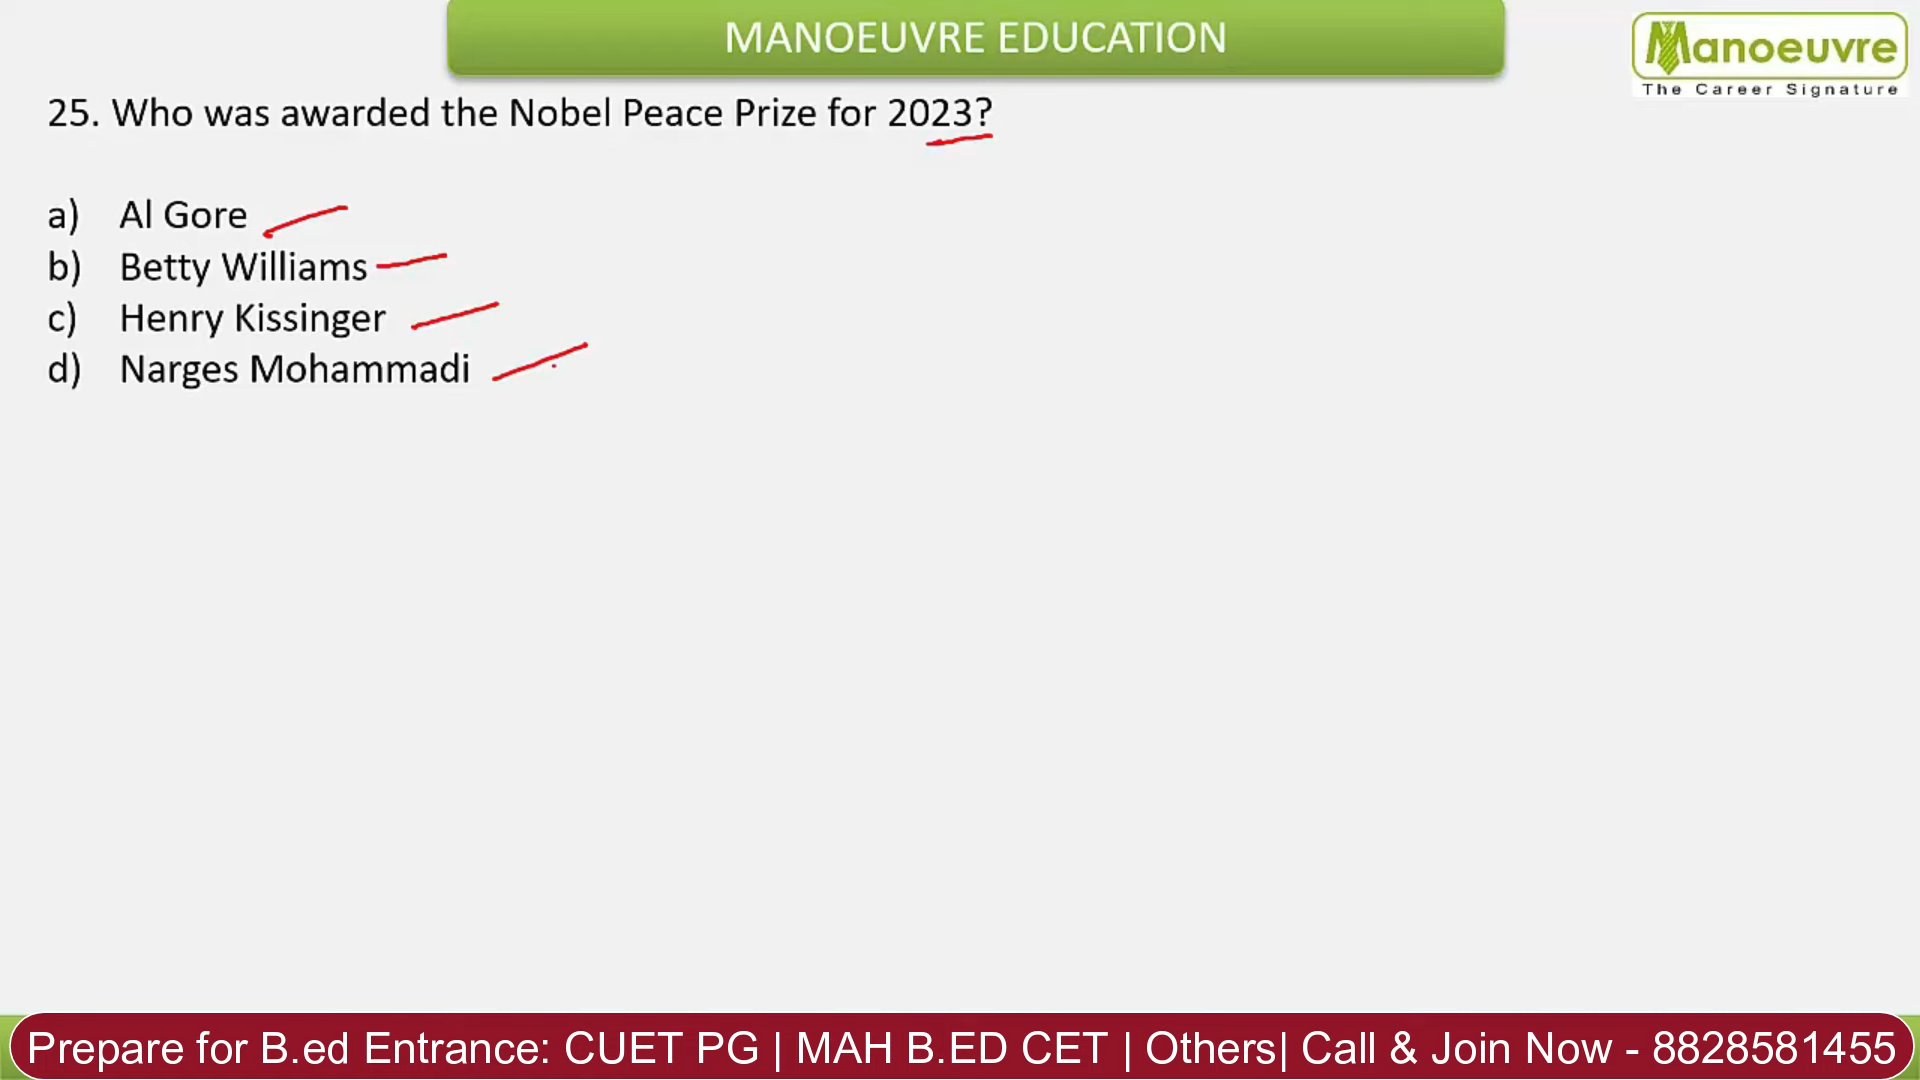 MANOEUVRE EDUCATION
Manoeuvre
The Career Signature
25. Who was awarded the Nobel Peace Prize for 2023?
a) Al Gore
b) Betty Williams
c) Henry Kissinger
d) Narges Mohammadi
Prepare for B.ed Entrance: CUET PG | MAH B.ED CET | Others| Call & Join Now - 8828581455